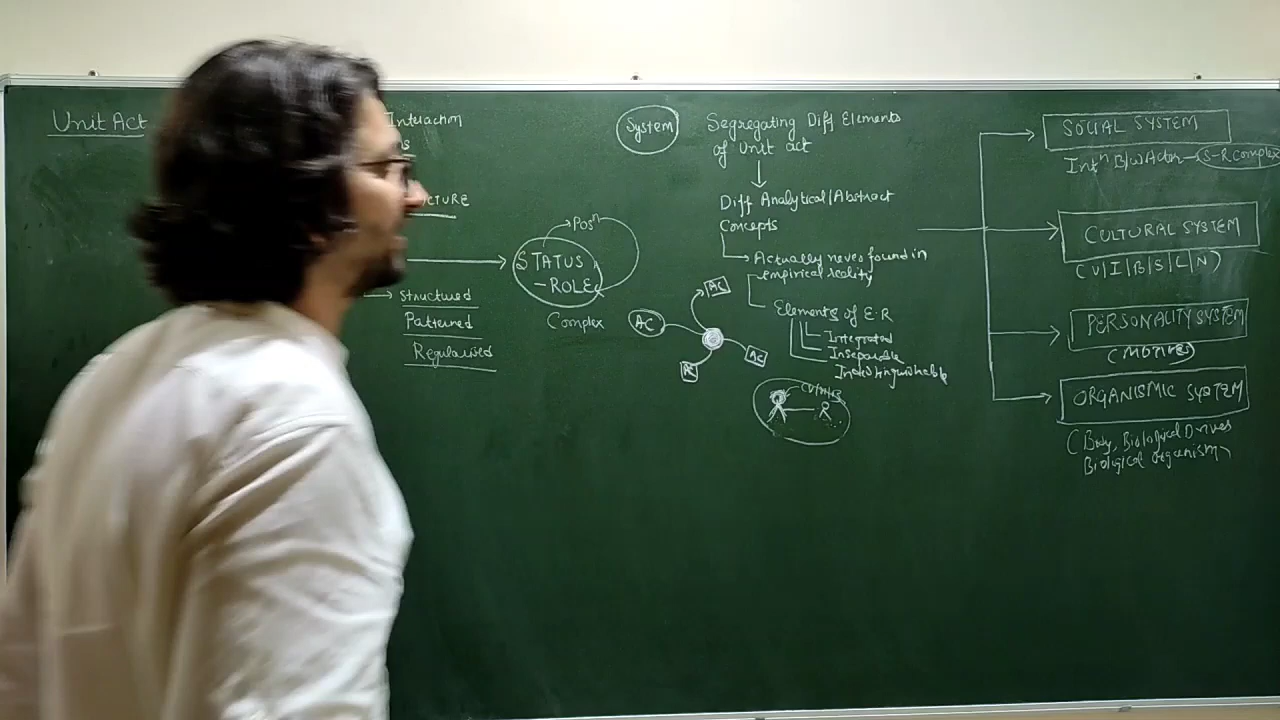 Unit Act
Interaction
STATUS
-ROLE
Posⁿ
Complex
Structured
Patterned
Regularised
System
Segregating Diff Elements
of Unit act
Diff Analytical/Abstract
Concepts
Actually never found in
empirical reality
Elements of E-R
Integrated
Inseparable
Indistinguishable
AC
AC
AC
SOCIAL SYSTEM
Intⁿ B/w Actor – S-R Complex
CULTURAL SYSTEM
(V|I|B|S|L|N)
PERSONALITY SYSTEM
(MOTIVES)
ORGANISMIC SYSTEM
(Body, Biological Drives
Biological organism